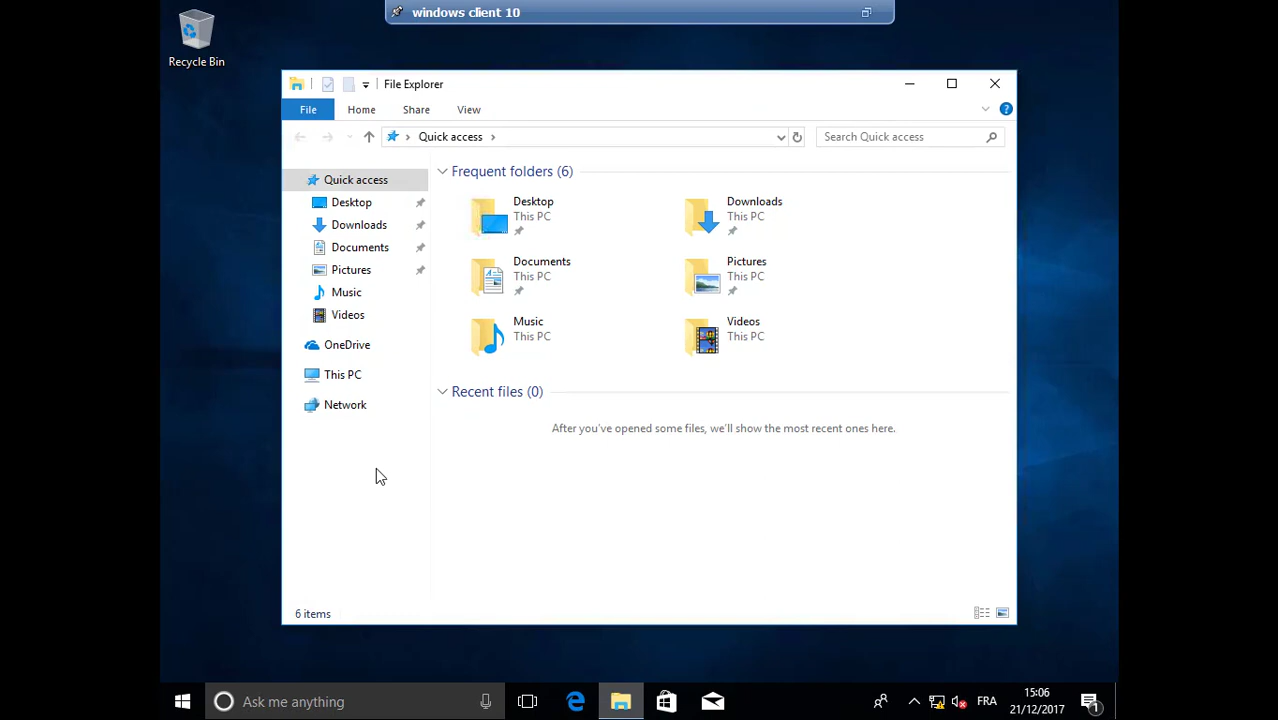 windows client 10
Recycle Bin
File Explorer
File Home Share View
Quick access
Search Quick access
Quick access
Desktop
Downloads
Documents
Pictures
Music
Videos
OneDrive
This PC
Network
Frequent folders (6)
Desktop
This PC
Downloads
This PC
Documents
This PC
Pictures
This PC
Music
This PC
Videos
This PC
Recent files (0)
After you've opened some files, we'll show the most recent ones here.
6 items
Ask me anything
FRA
15:06
21/12/2017
1